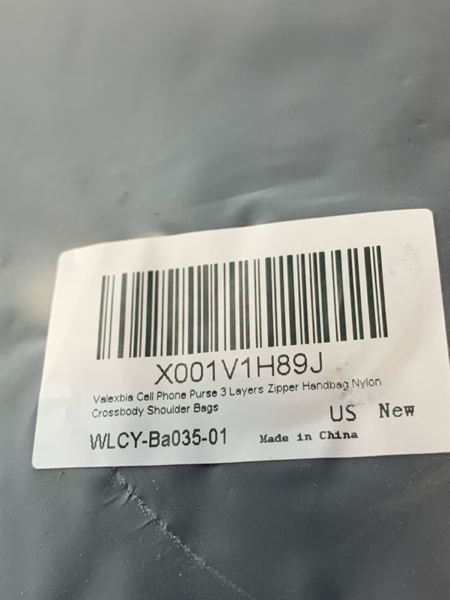 X001V1H89J
Valexbia Cell Phone Purse 3 Layers Zipper Handbag Nylon
Crossbody Shoulder Bags
US New
WLCY-Ba035-01
Made in China